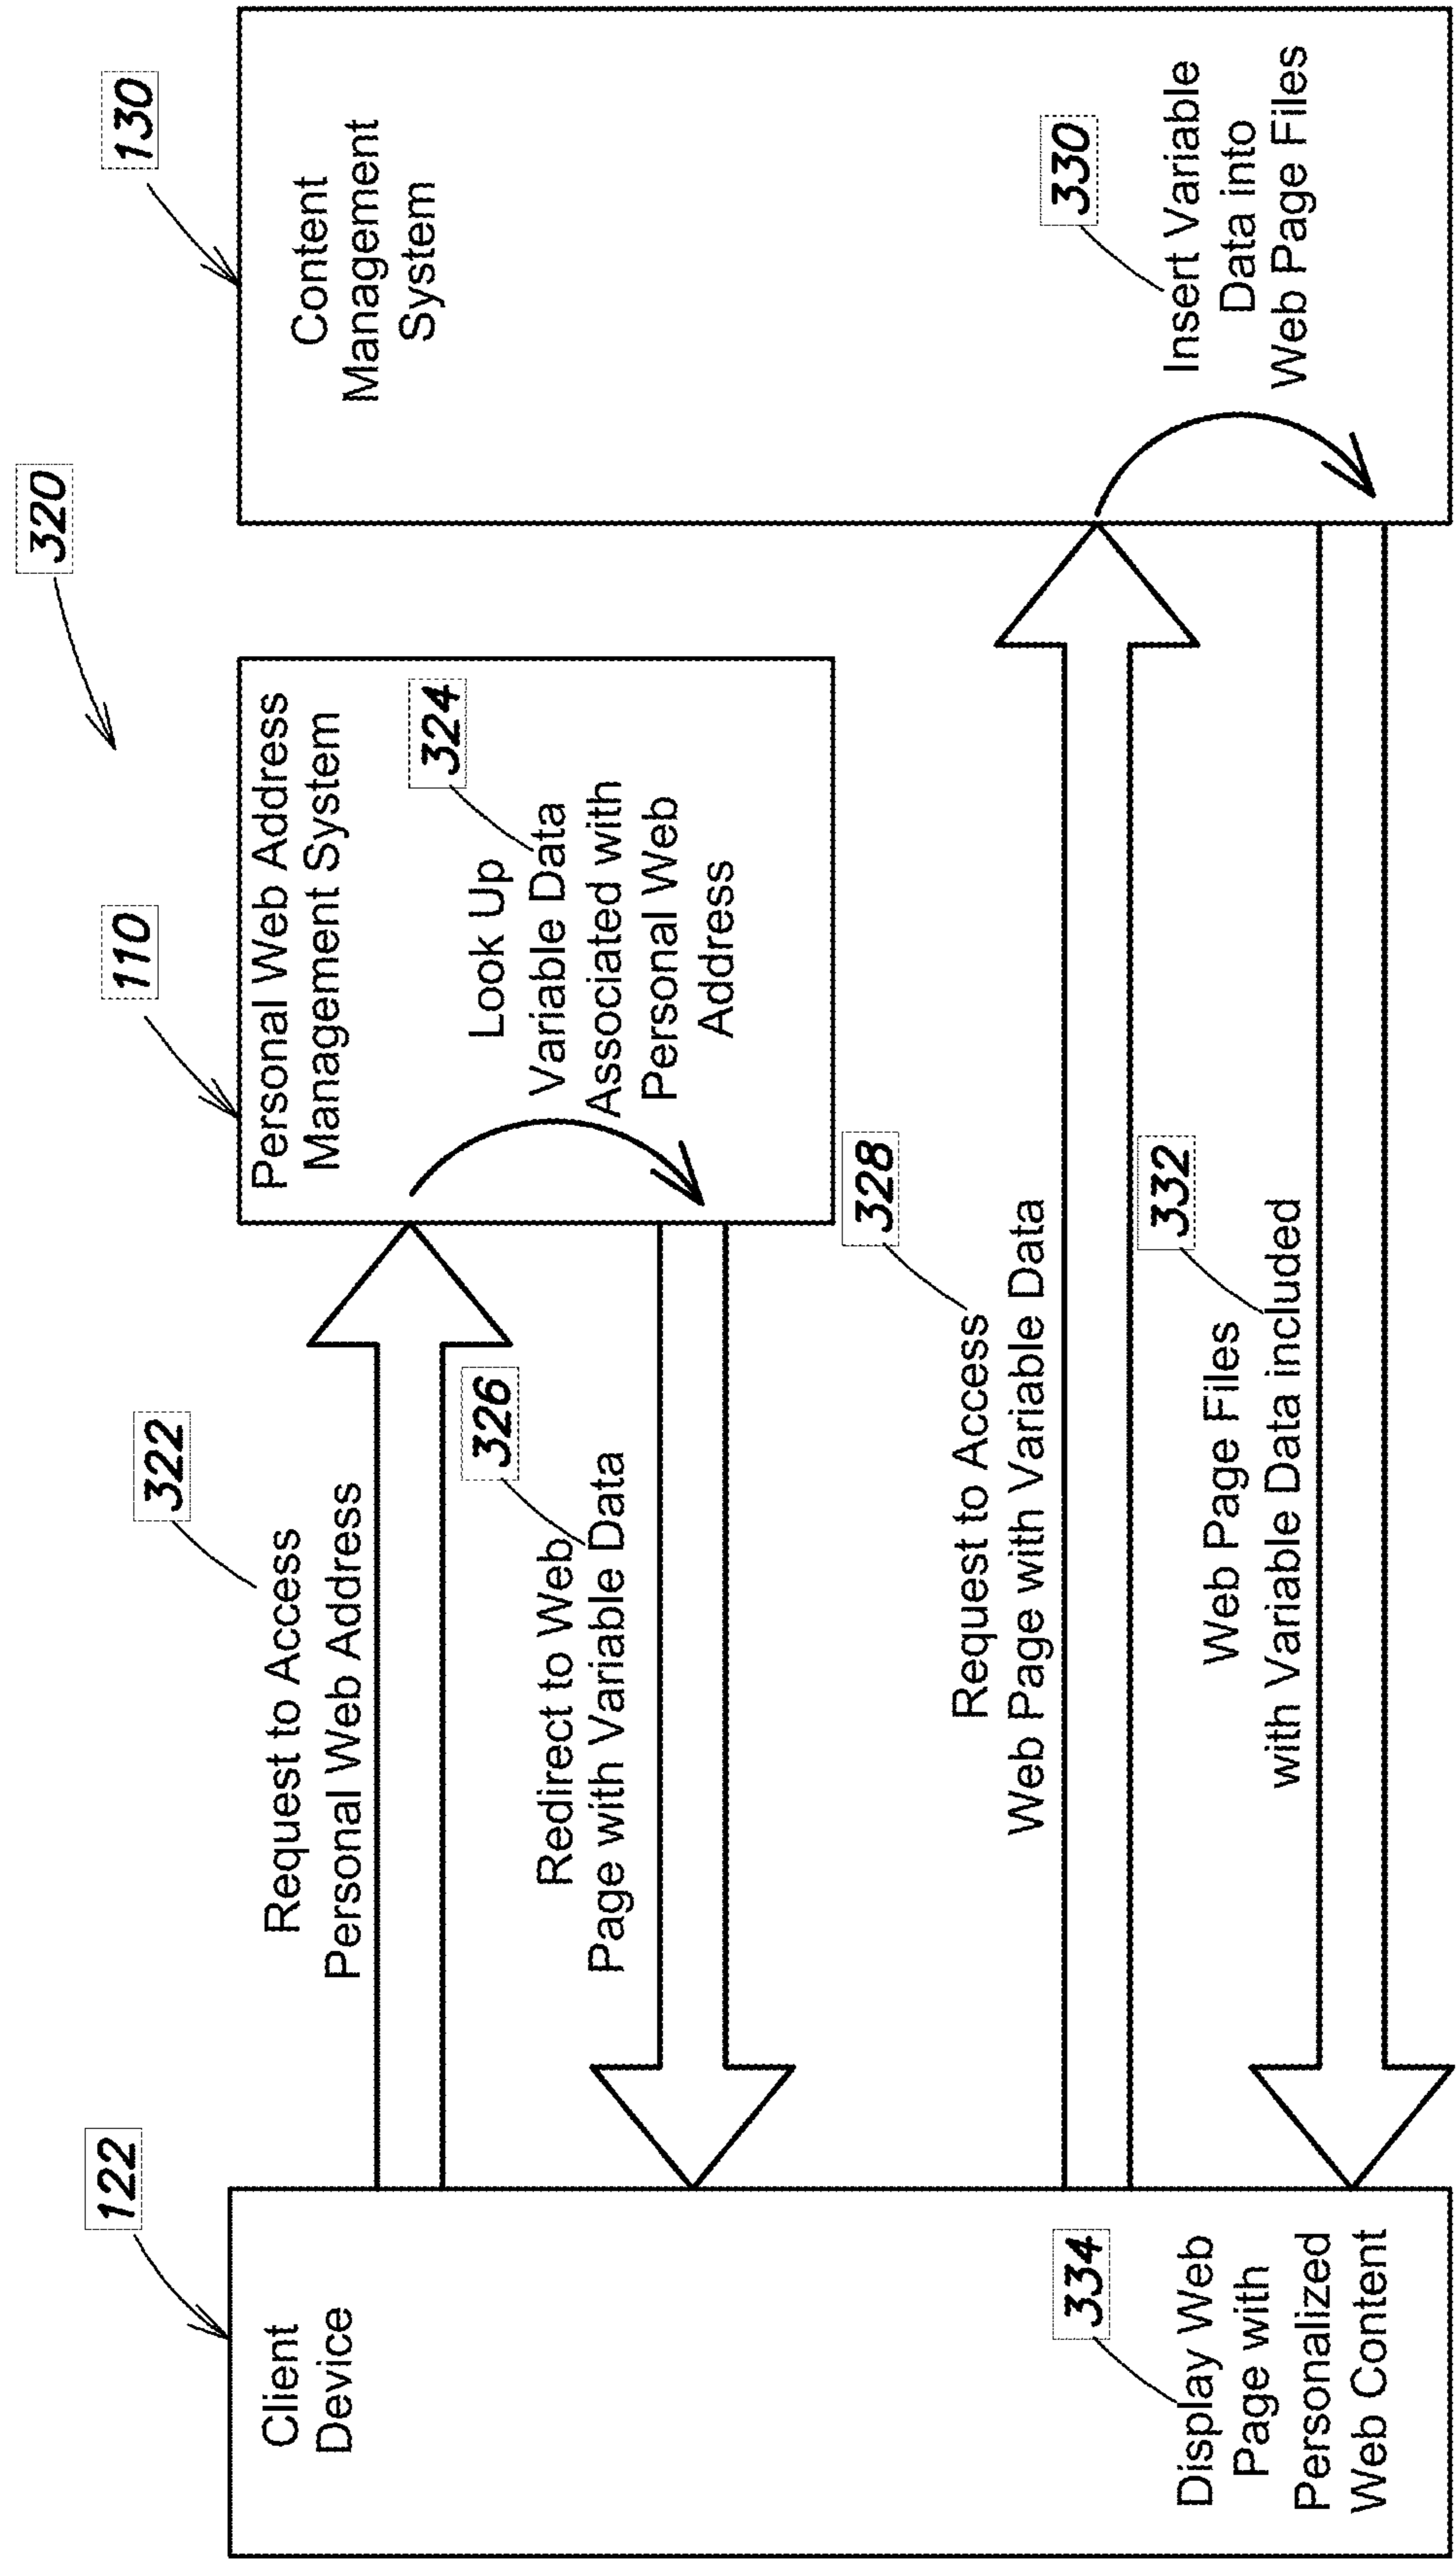 320
122
110
130
Client
Device
Personal Web Address
Management System
Content
Management
System
322
Request to Access
Personal Web Address
324
Look Up
Variable Data
Associated with
Personal Web
Address
326
Redirect to Web
Page with Variable Data
328
Request to Access
Web Page with Variable Data
330
Insert Variable
Data into
Web Page Files
332
Web Page Files
with Variable Data included
334
Display Web
Page with
Personalized
Web Content